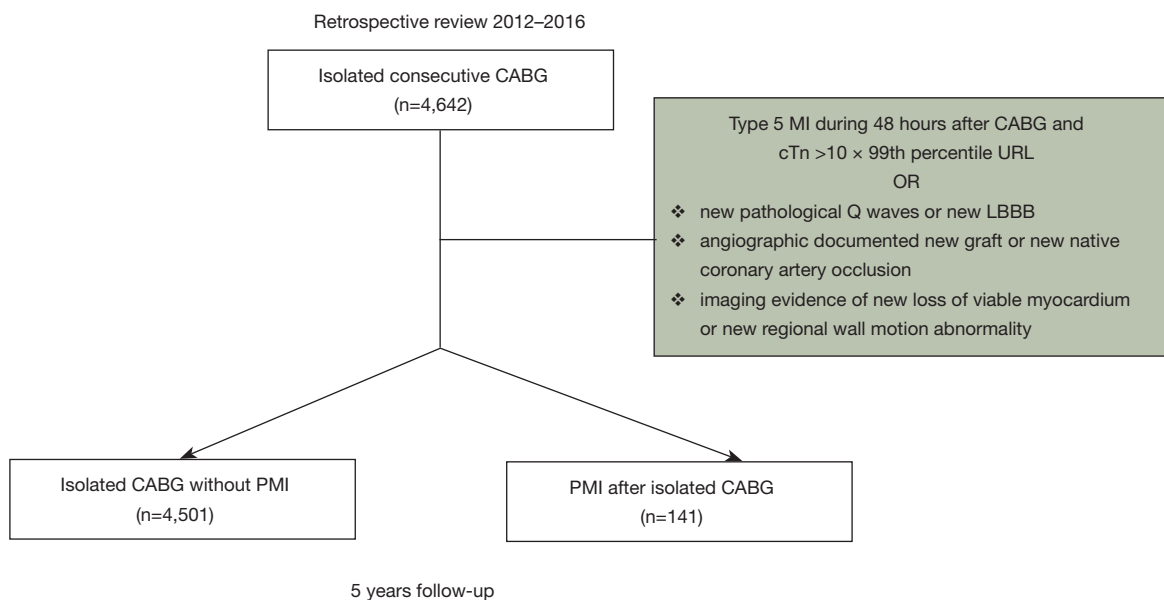 Retrospective review 2012–2016
Isolated consecutive CABG
(n=4,642)
Type 5 MI during 48 hours after CABG and
cTn >10 × 99th percentile URL
OR
❖ new pathological Q waves or new LBBB
❖ angiographic documented new graft or new native
coronary artery occlusion
❖ imaging evidence of new loss of viable myocardium
or new regional wall motion abnormality
Isolated CABG without PMI
(n=4,501)
PMI after isolated CABG
(n=141)
5 years follow-up